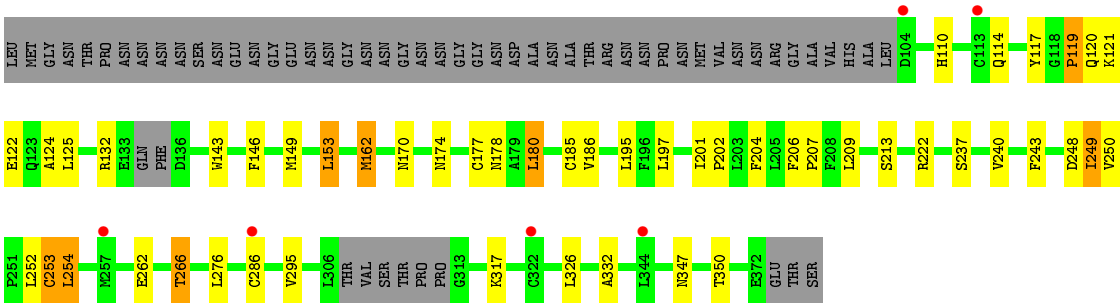 LEU MET GLY ASN THR PRO ASN ASN ASN ASN SER ASN GLU ASN GLY GLU ASN ASN GLY ASN ASN GLY ASN ASN GLY GLY ASN ASP ALA ASN ALA THR ARG ASN ASN PRO ASN MET VAL ASN ASN ARG GLY ALA VAL HIS ALA LEU D104 H110 C113 Q114 Y117 G118 P119 Q120 K121
E122 Q123 A124 L125 R132 E133 GLN PHE D136 W143 F146 M149 L153 M162 N170 N174 C177 N178 A179 L180 C185 V186 L195 F196 L197 I201 P202 L203 F204 L205 F206 P207 F208 L209 S213 R222 S237 V240 F243 D248 I249 V250
P251 L252 C253 L254 M257 E262 T266 L276 C286 V295 L306 THR VAL SER THR PRO PRO G313 K317 C322 L326 A332 L344 N347 T350 E372 GLU THR SER